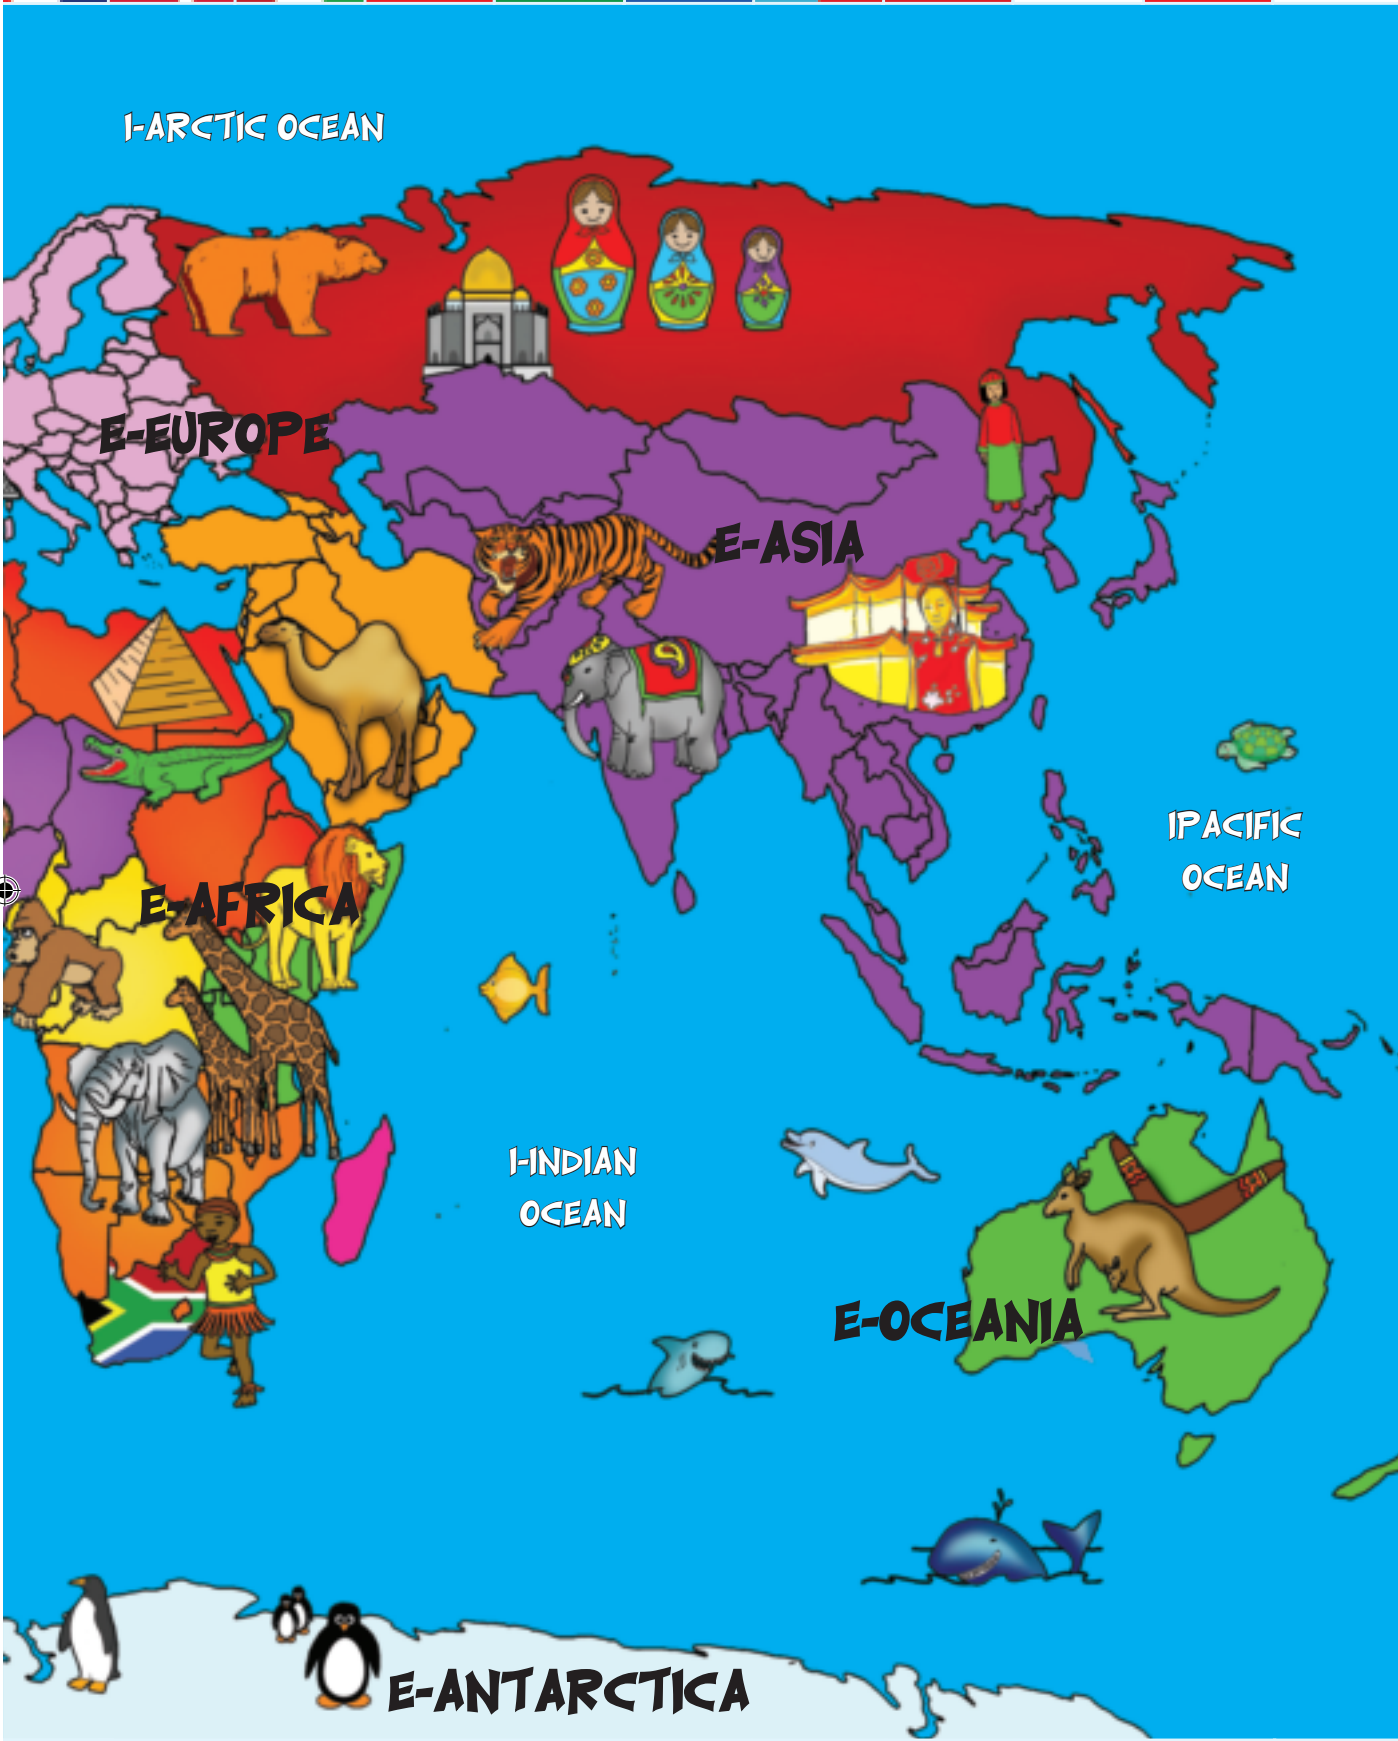 I-ARCTIC OCEAN
E-EUROPE
E-ASIA
IPACIFIC
OCEAN
E-AFRICA
I-INDIAN
OCEAN
E-OCEANIA
E-ANTARCTICA